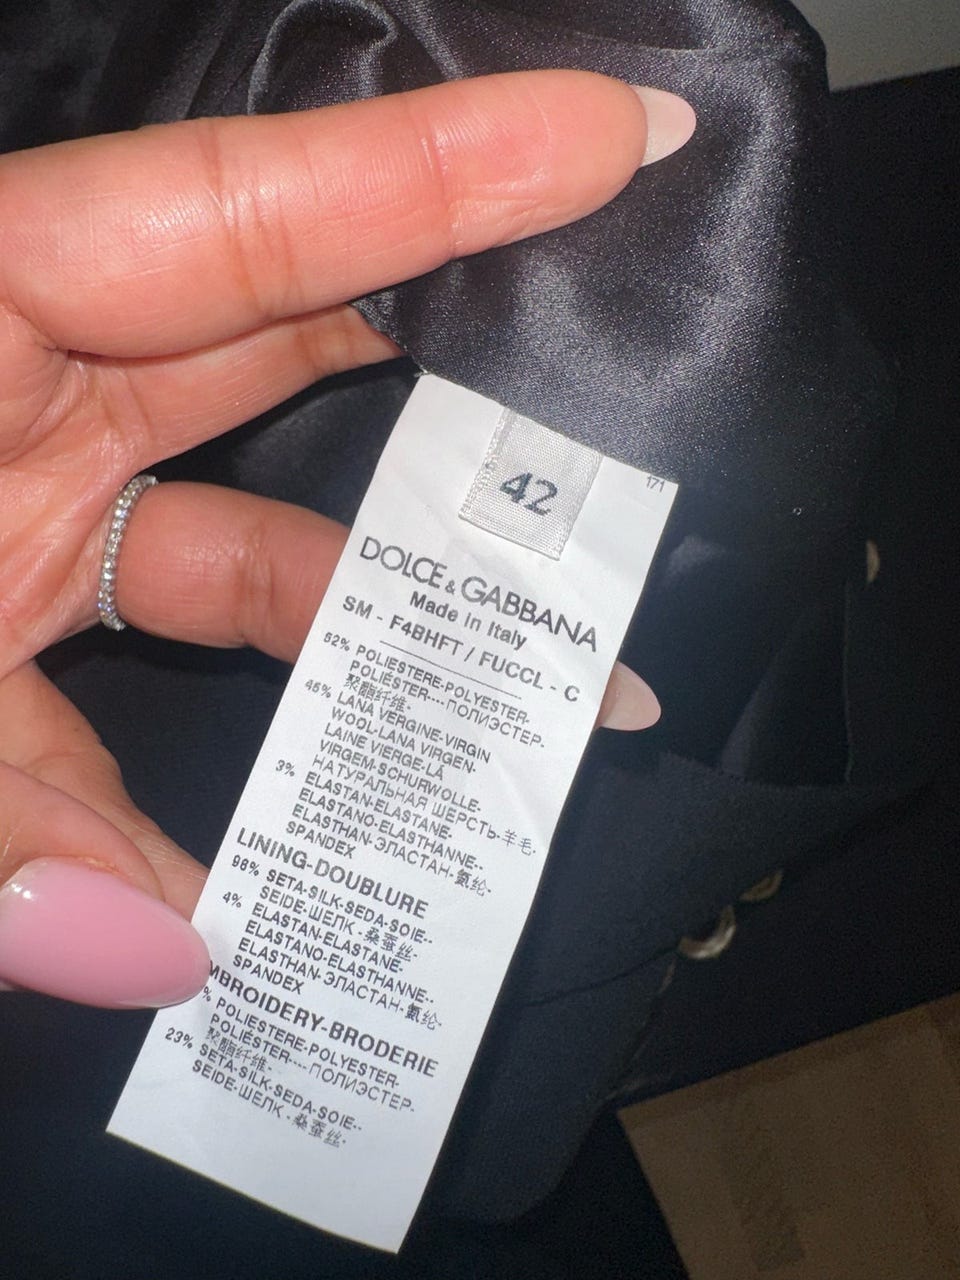 171
42
DOLCE & GABBANA
Made in Italy
SM - F4BHFT / FUCCL - C
52% POLIESTERE-POLYESTER-
POLIÉSTER----ПОЛИЭСТЕР-
聚酯纤维-
45% LANA VERGINE-VIRGIN
WOOL-LANA VIRGEN-
LAINE VIERGE-LÃ
VIRGEM-SCHURWOLLE-
НАТУРАЛЬНАЯ ШЕРСТЬ-羊毛-
3% ELASTAN-ELASTANE-
ELASTANO-ELASTHANNE--
ELASTHAN-ЭЛАСТАН-氨纶-
SPANDEX
LINING-DOUBLURE
96% SETA-SILK-SEDA-SOIE--
SEIDE-ШЕЛК-桑蚕丝-
4% ELASTAN-ELASTANE-
ELASTANO-ELASTHANNE--
ELASTHAN-ЭЛАСТАН-氨纶-
SPANDEX
MBROIDERY-BRODERIE
% POLIESTERE-POLYESTER-
POLIÉSTER----ПОЛИЭСТЕР-
聚酯纤维-
23% SETA-SILK-SEDA-SOIE--
SEIDE-ШЕЛК-桑蚕丝-